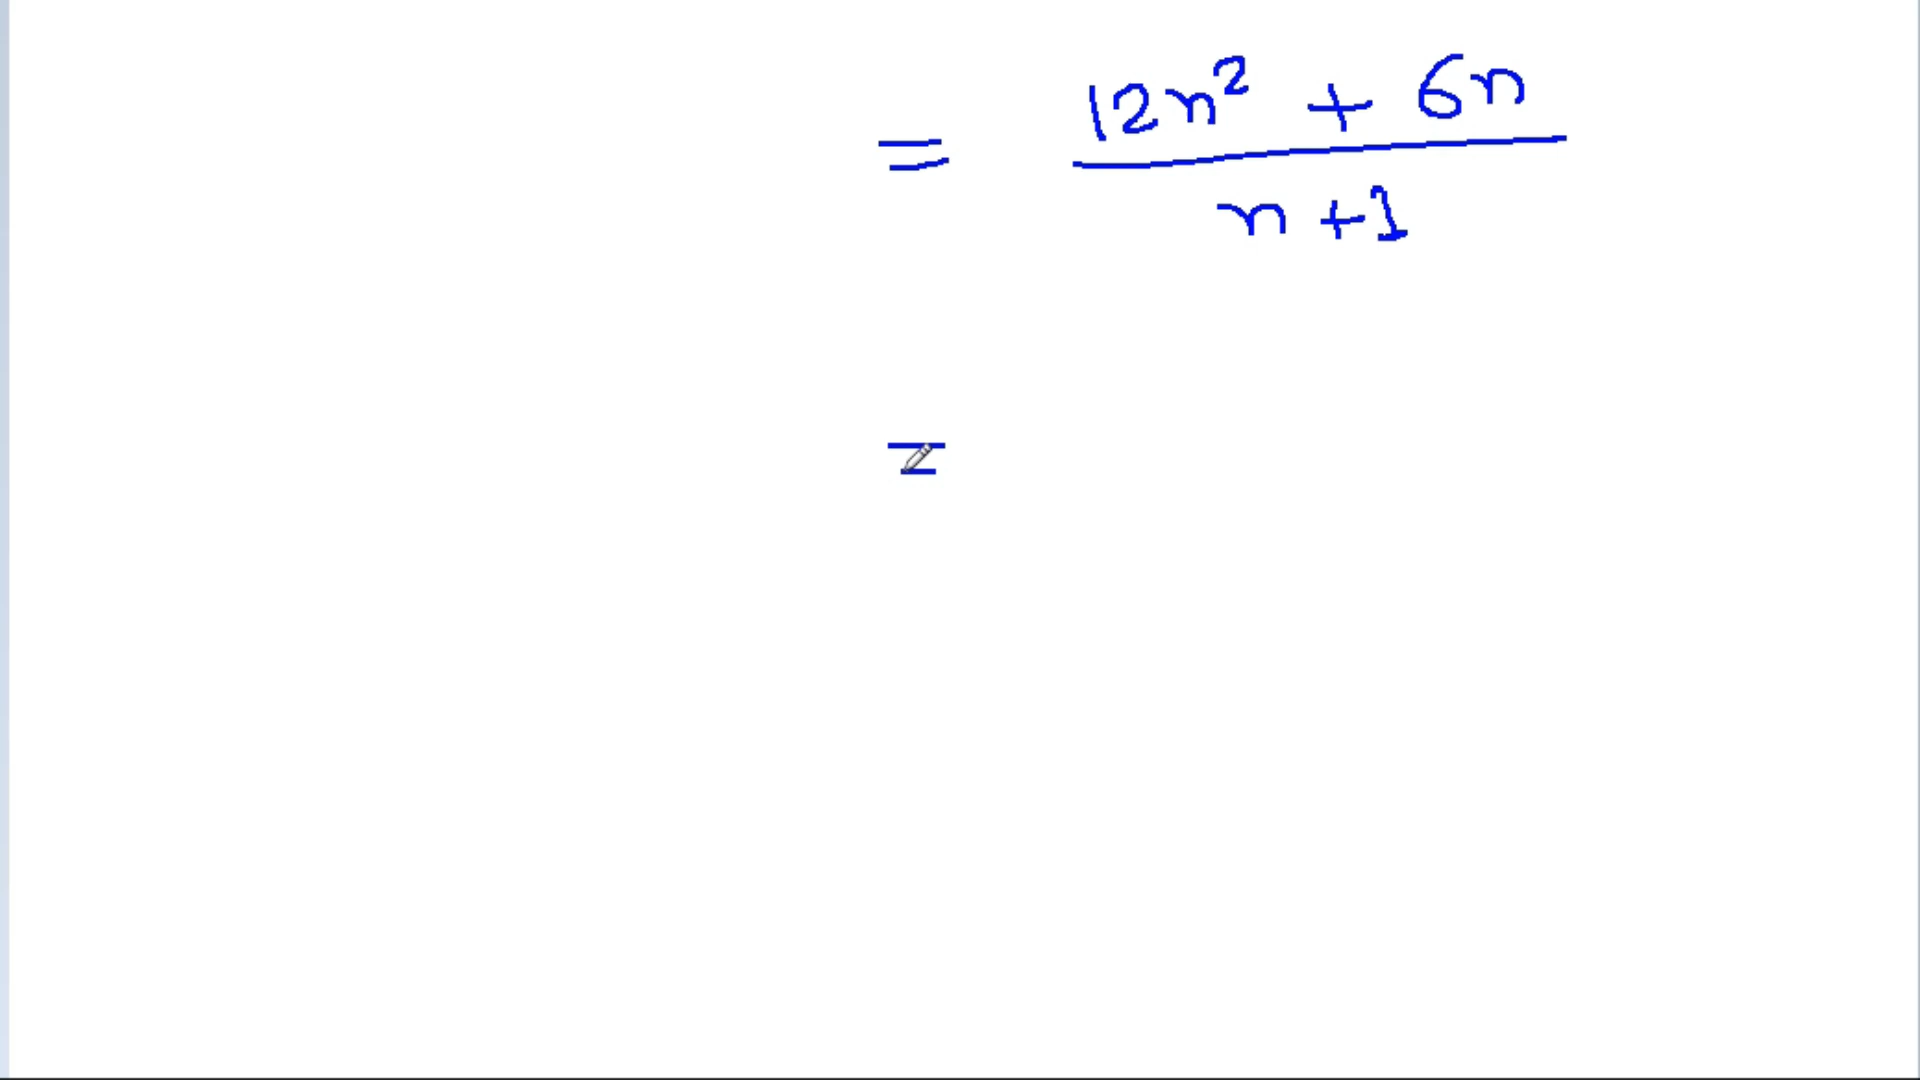 = 12n² + 6n
n + 1
=